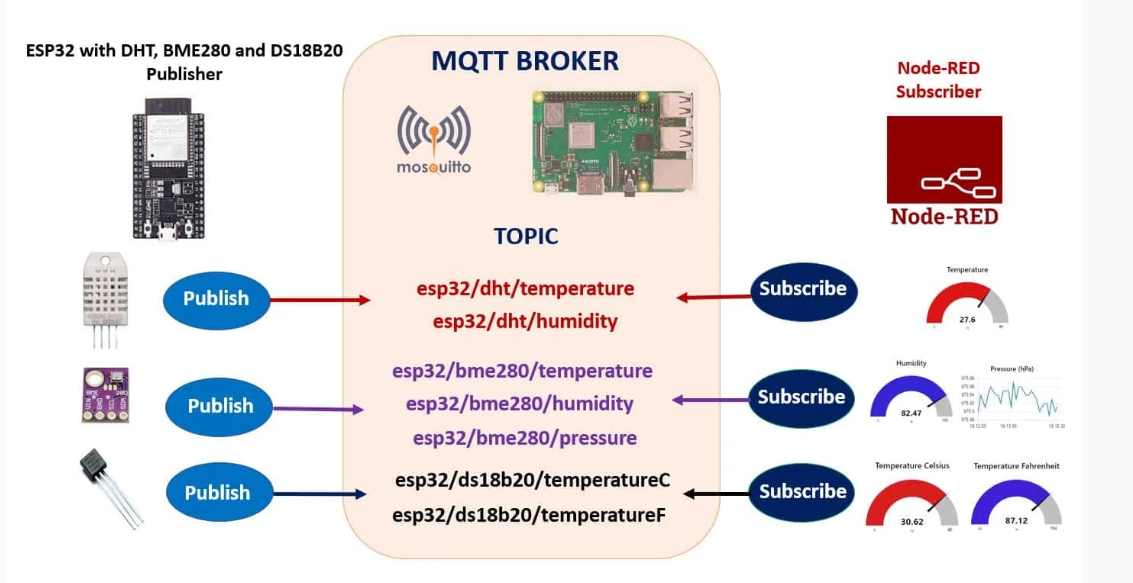 ESP32 with DHT, BME280 and DS18B20
Publisher
MQTT BROKER
mosquitto
Node-RED
Subscriber
Node-RED
TOPIC
Publish
esp32/dht/temperature
esp32/dht/humidity
Subscribe
Temperature
27.6
Publish
esp32/bme280/temperature
esp32/bme280/humidity
esp32/bme280/pressure
Subscribe
Humidity
82.47
Pressure (hPa)
Publish
esp32/ds18b20/temperatureC
esp32/ds18b20/temperatureF
Subscribe
Temperature Celsius
30.62
Temperature Fahrenheit
87.12